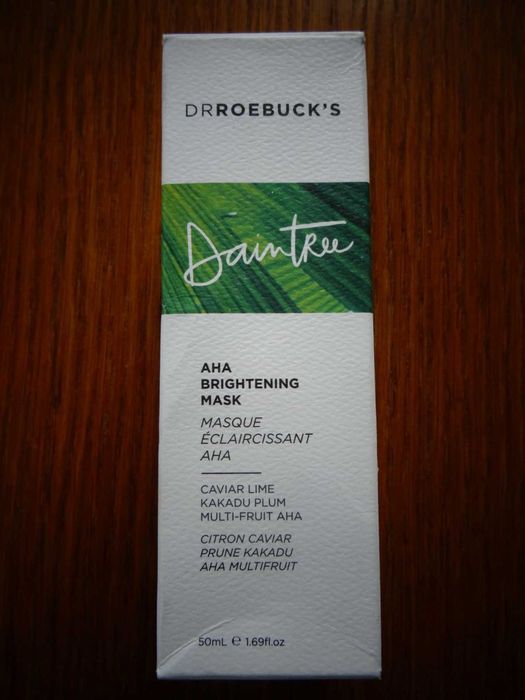 DRROEBUCK'S
Daintree
AHA
BRIGHTENING
MASK
MASQUE
ÉCLAIRCISSANT
AHA
CAVIAR LIME
KAKADU PLUM
MULTI-FRUIT AHA
CITRON CAVIAR
PRUNE KAKADU
AHA MULTIFRUIT
50mL ℮ 1.69fl.oz